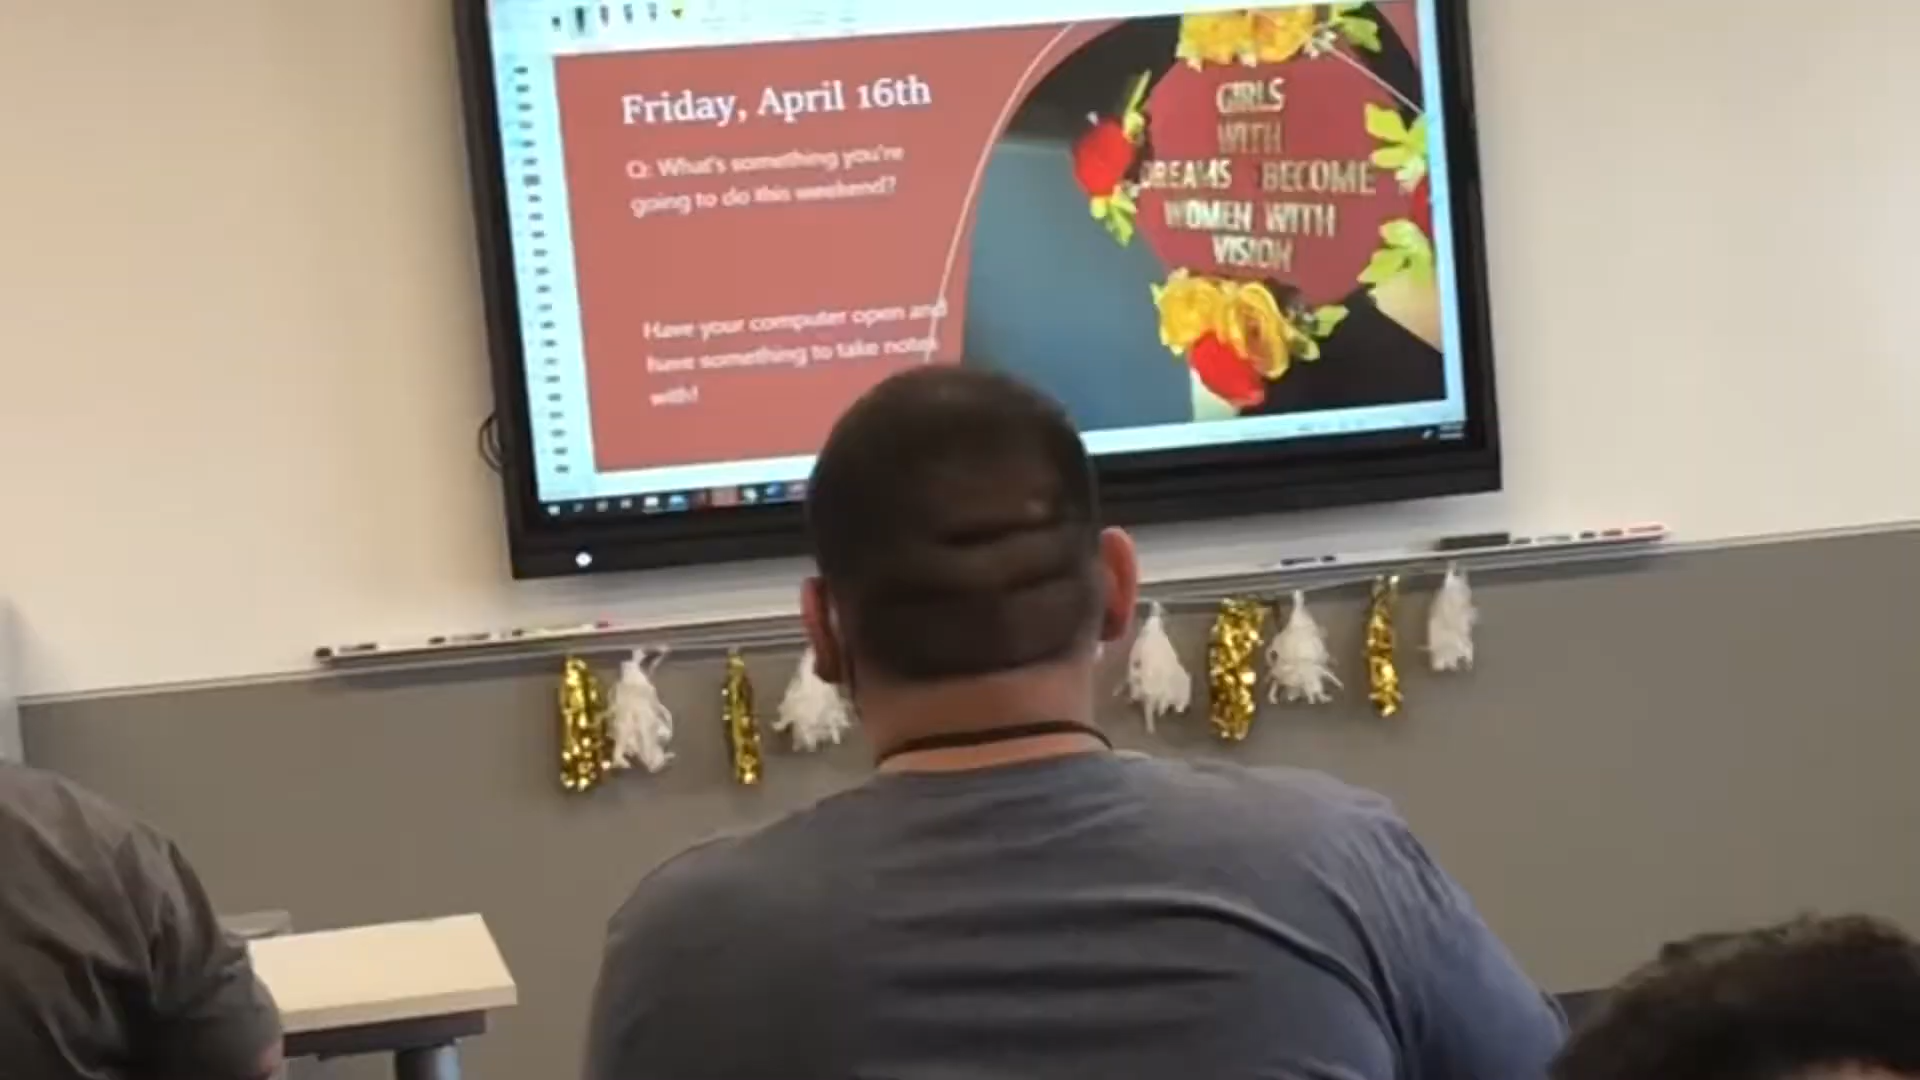 Friday, April 16th
Q: What's something you're
going to do this weekend?
Have your computer open and
have something to take notes
with!
GIRLS
WITH
DREAMS BECOME
WOMEN WITH
VISION